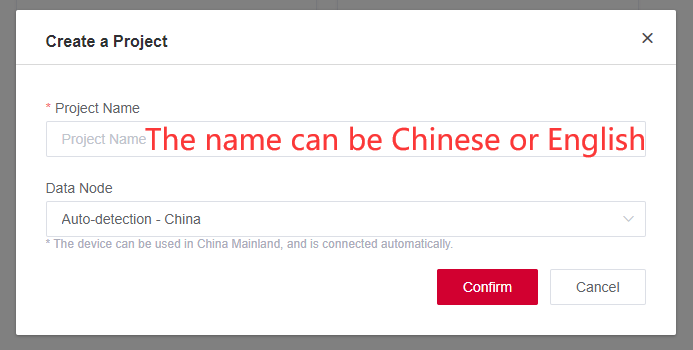 Create a Project
* Project Name
Project Name The name can be Chinese or English
Data Node
Auto-detection - China
* The device can be used in China Mainland, and is connected automatically.
Confirm Cancel